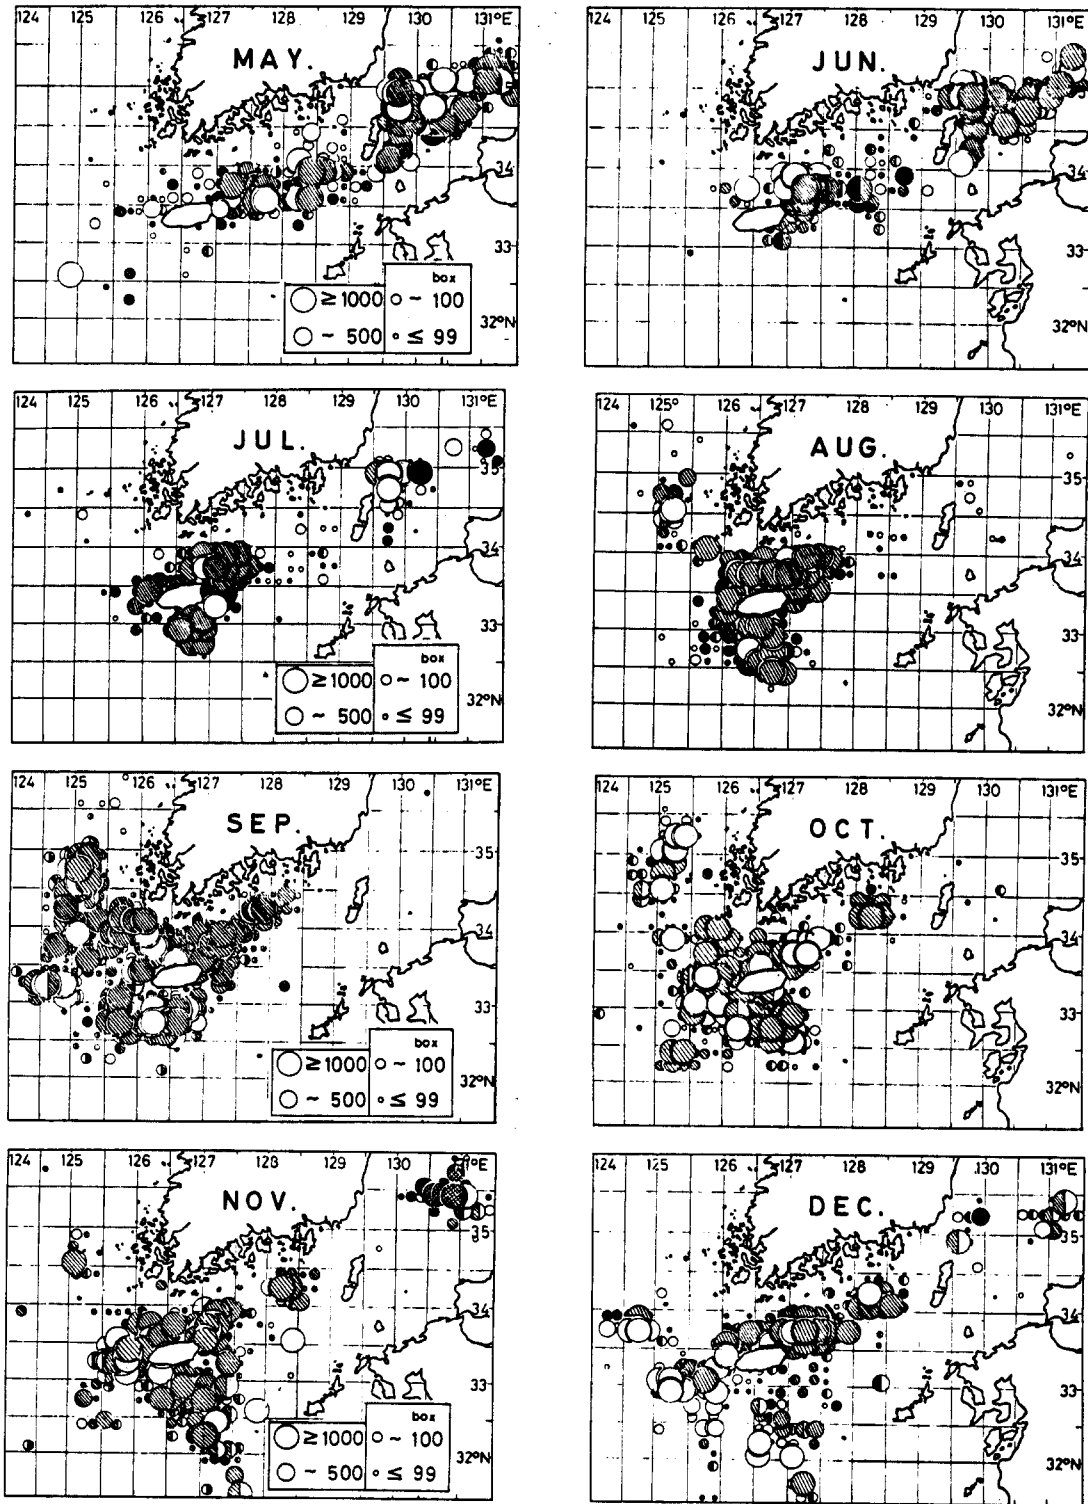 124 125 126 127 128 129 130 131°E
MAY.
35
34
33
32°N
box
≥ 1000 ~ 100
~ 500 ≤ 99
124 125 126 127 128 129 130 131°E
JUN.
35
34
33
32°N
124 125 126 127 128 129 130 131°E
JUL.
35
34
33
32°N
box
≥ 1000 ~ 100
~ 500 ≤ 99
124 125° 126 127 128 129 130 131°E
AUG.
35
34
33
32°N
124 125 126 127 128 129 130 131°E
SEP.
35
34
33
32°N
box
≥ 1000 ~ 100
~ 500 ≤ 99
124 125 126 127 128 129 130 131°E
OCT.
35
34
33
32°N
124 125 126 127 128 129 130 1°E
NOV.
35
34
33
32°N
box
≥ 1000 ~ 100
~ 500 ≤ 99
124 125 126 127 128 129 130 131°E
DEC.
35
34
33
32°N